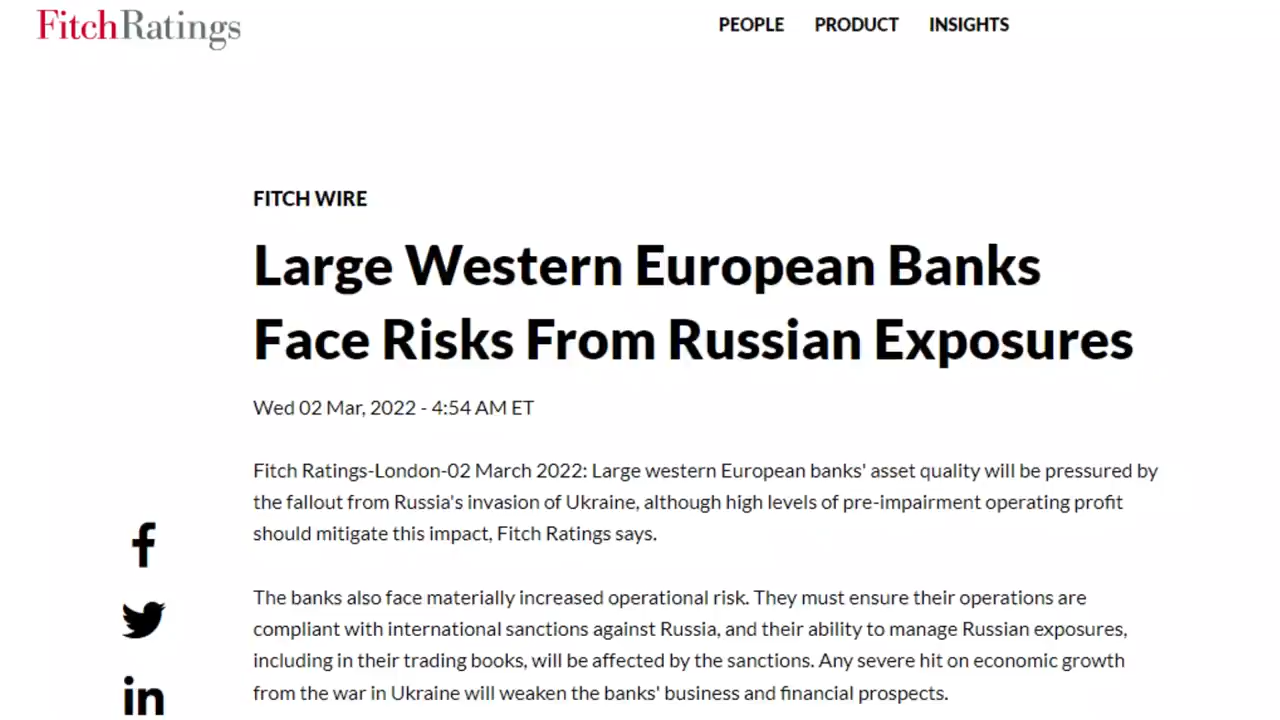 FitchRatings
PEOPLE PRODUCT INSIGHTS
FITCH WIRE
Large Western European Banks
Face Risks From Russian Exposures
Wed 02 Mar, 2022 - 4:54 AM ET
Fitch Ratings-London-02 March 2022: Large western European banks' asset quality will be pressured by
the fallout from Russia's invasion of Ukraine, although high levels of pre-impairment operating profit
should mitigate this impact, Fitch Ratings says.
The banks also face materially increased operational risk. They must ensure their operations are
compliant with international sanctions against Russia, and their ability to manage Russian exposures,
including in their trading books, will be affected by the sanctions. Any severe hit on economic growth
from the war in Ukraine will weaken the banks' business and financial prospects.